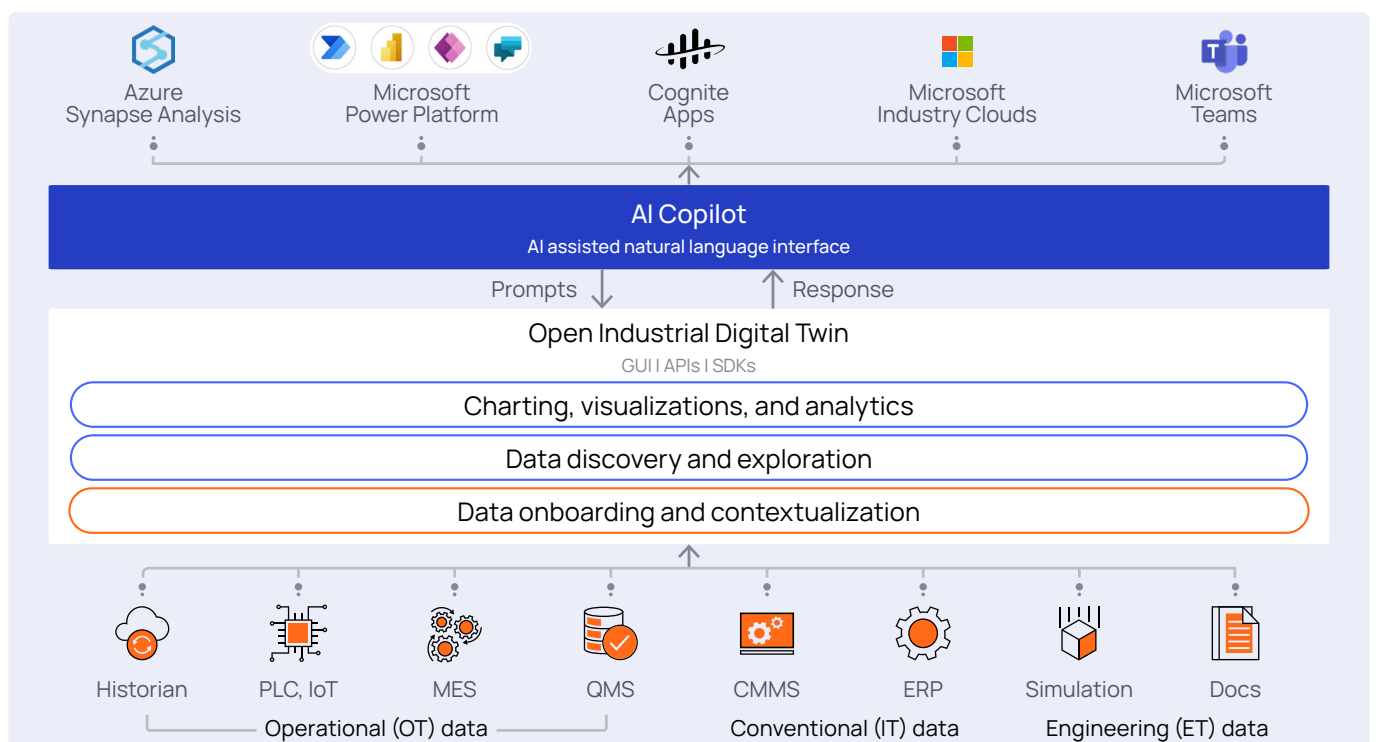 Azure
Synapse Analysis
Microsoft
Power Platform
Cognite
Apps
Microsoft
Industry Clouds
Microsoft
Teams
AI Copilot
AI assisted natural language interface
Prompts
Response
Open Industrial Digital Twin
GUI I APIs I SDKs
Charting, visualizations, and analytics
Data discovery and exploration
Data onboarding and contextualization
Historian
PLC, IoT
MES
QMS
CMMS
ERP
Simulation
Docs
Operational (OT) data
Conventional (IT) data
Engineering (ET) data